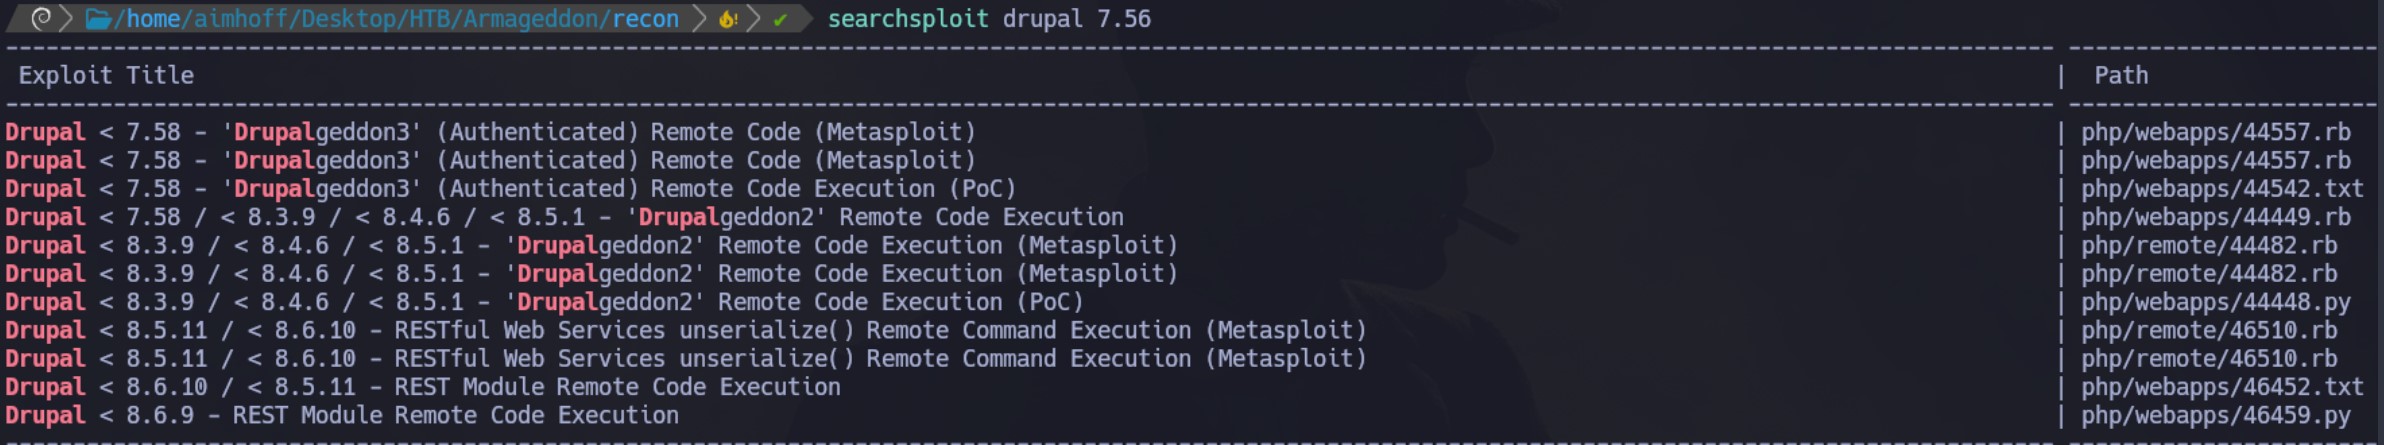 /home/aimhoff/Desktop/HTB/Armageddon/recon searchsploit drupal 7.56
Exploit Title | Path
Drupal < 7.58 - 'Drupalgeddon3' (Authenticated) Remote Code (Metasploit) | php/webapps/44557.rb
Drupal < 7.58 - 'Drupalgeddon3' (Authenticated) Remote Code (Metasploit) | php/webapps/44557.rb
Drupal < 7.58 - 'Drupalgeddon3' (Authenticated) Remote Code Execution (PoC) | php/webapps/44542.txt
Drupal < 7.58 / < 8.3.9 / < 8.4.6 / < 8.5.1 - 'Drupalgeddon2' Remote Code Execution | php/webapps/44449.rb
Drupal < 8.3.9 / < 8.4.6 / < 8.5.1 - 'Drupalgeddon2' Remote Code Execution (Metasploit) | php/remote/44482.rb
Drupal < 8.3.9 / < 8.4.6 / < 8.5.1 - 'Drupalgeddon2' Remote Code Execution (Metasploit) | php/remote/44482.rb
Drupal < 8.3.9 / < 8.4.6 / < 8.5.1 - 'Drupalgeddon2' Remote Code Execution (PoC) | php/webapps/44448.py
Drupal < 8.5.11 / < 8.6.10 - RESTful Web Services unserialize() Remote Command Execution (Metasploit) | php/remote/46510.rb
Drupal < 8.5.11 / < 8.6.10 - RESTful Web Services unserialize() Remote Command Execution (Metasploit) | php/remote/46510.rb
Drupal < 8.6.10 / < 8.5.11 - REST Module Remote Code Execution | php/webapps/46452.txt
Drupal < 8.6.9 - REST Module Remote Code Execution | php/webapps/46459.py